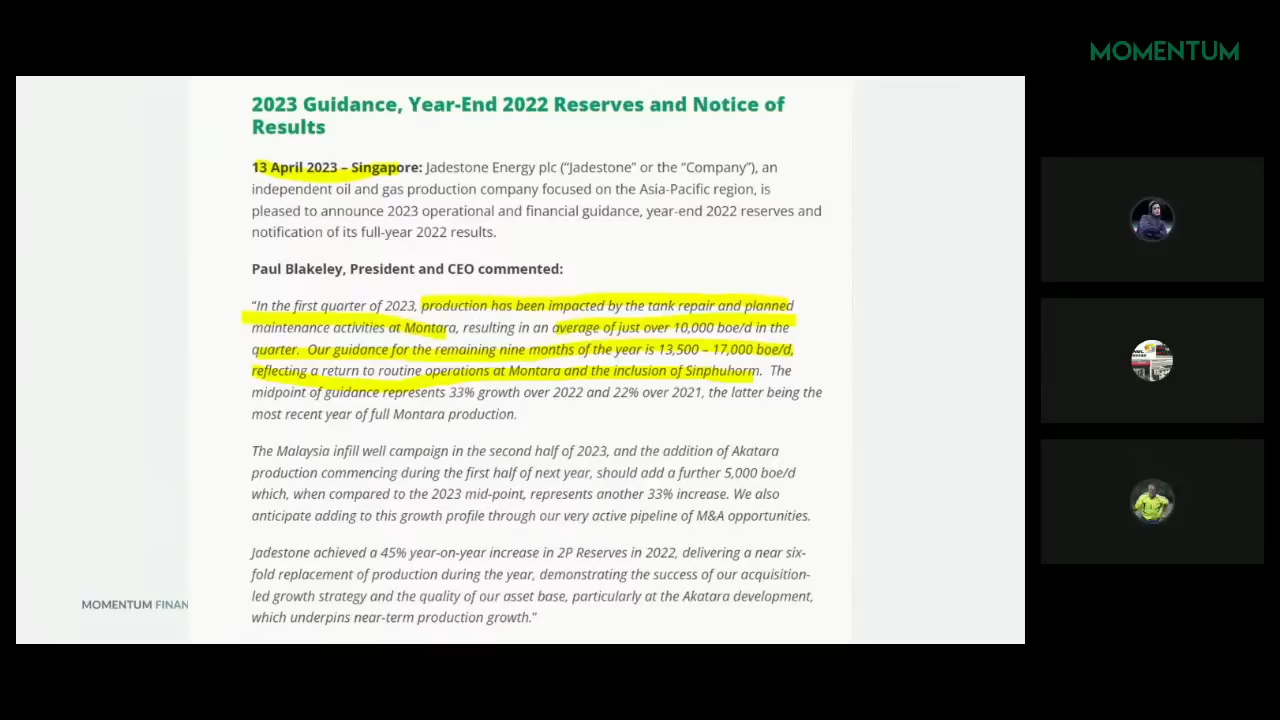 MOMENTUM
2023 Guidance, Year-End 2022 Reserves and Notice of
Results
13 April 2023 – Singapore: Jadestone Energy plc (“Jadestone” or the “Company”), an
independent oil and gas production company focused on the Asia-Pacific region, is
pleased to announce 2023 operational and financial guidance, year-end 2022 reserves and
notification of its full-year 2022 results.
Paul Blakeley, President and CEO commented:
“In the first quarter of 2023, production has been impacted by the tank repair and planned
maintenance activities at Montara, resulting in an average of just over 10,000 boe/d in the
quarter.  Our guidance for the remaining nine months of the year is 13,500 – 17,000 boe/d,
reflecting a return to routine operations at Montara and the inclusion of Sinphuhorm.  The
midpoint of guidance represents 33% growth over 2022 and 22% over 2021, the latter being the
most recent year of full Montara production.
The Malaysia infill well campaign in the second half of 2023, and the addition of Akatara
production commencing during the first half of next year, should add a further 5,000 boe/d
which, when compared to the 2023 mid-point, represents another 33% increase. We also
anticipate adding to this growth profile through our very active pipeline of M&A opportunities.
Jadestone achieved a 45% year-on-year increase in 2P Reserves in 2022, delivering a near six-
fold replacement of production during the year, demonstrating the success of our acquisition-
led growth strategy and the quality of our asset base, particularly at the Akatara development,
which underpins near-term production growth.”
MOMENTUM FINAN